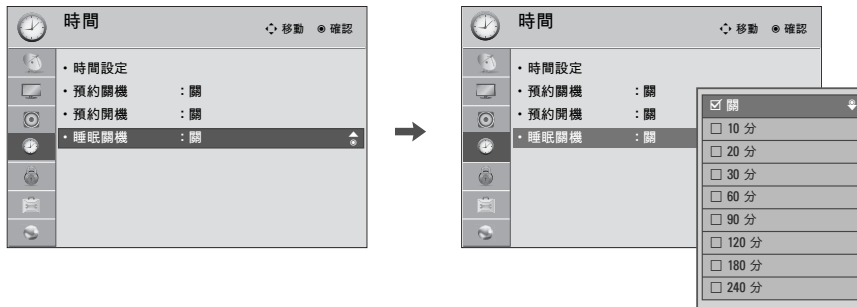 時間
移動 確認
・時間設定
・預約關機 :關
・預約開機 :關
・睡眠關機 :關
時間
移動 確認
・時間設定
・預約關機 :關
・預約開機 :關
・睡眠關機 :關
關
10 分
20 分
30 分
60 分
90 分
120 分
180 分
240 分